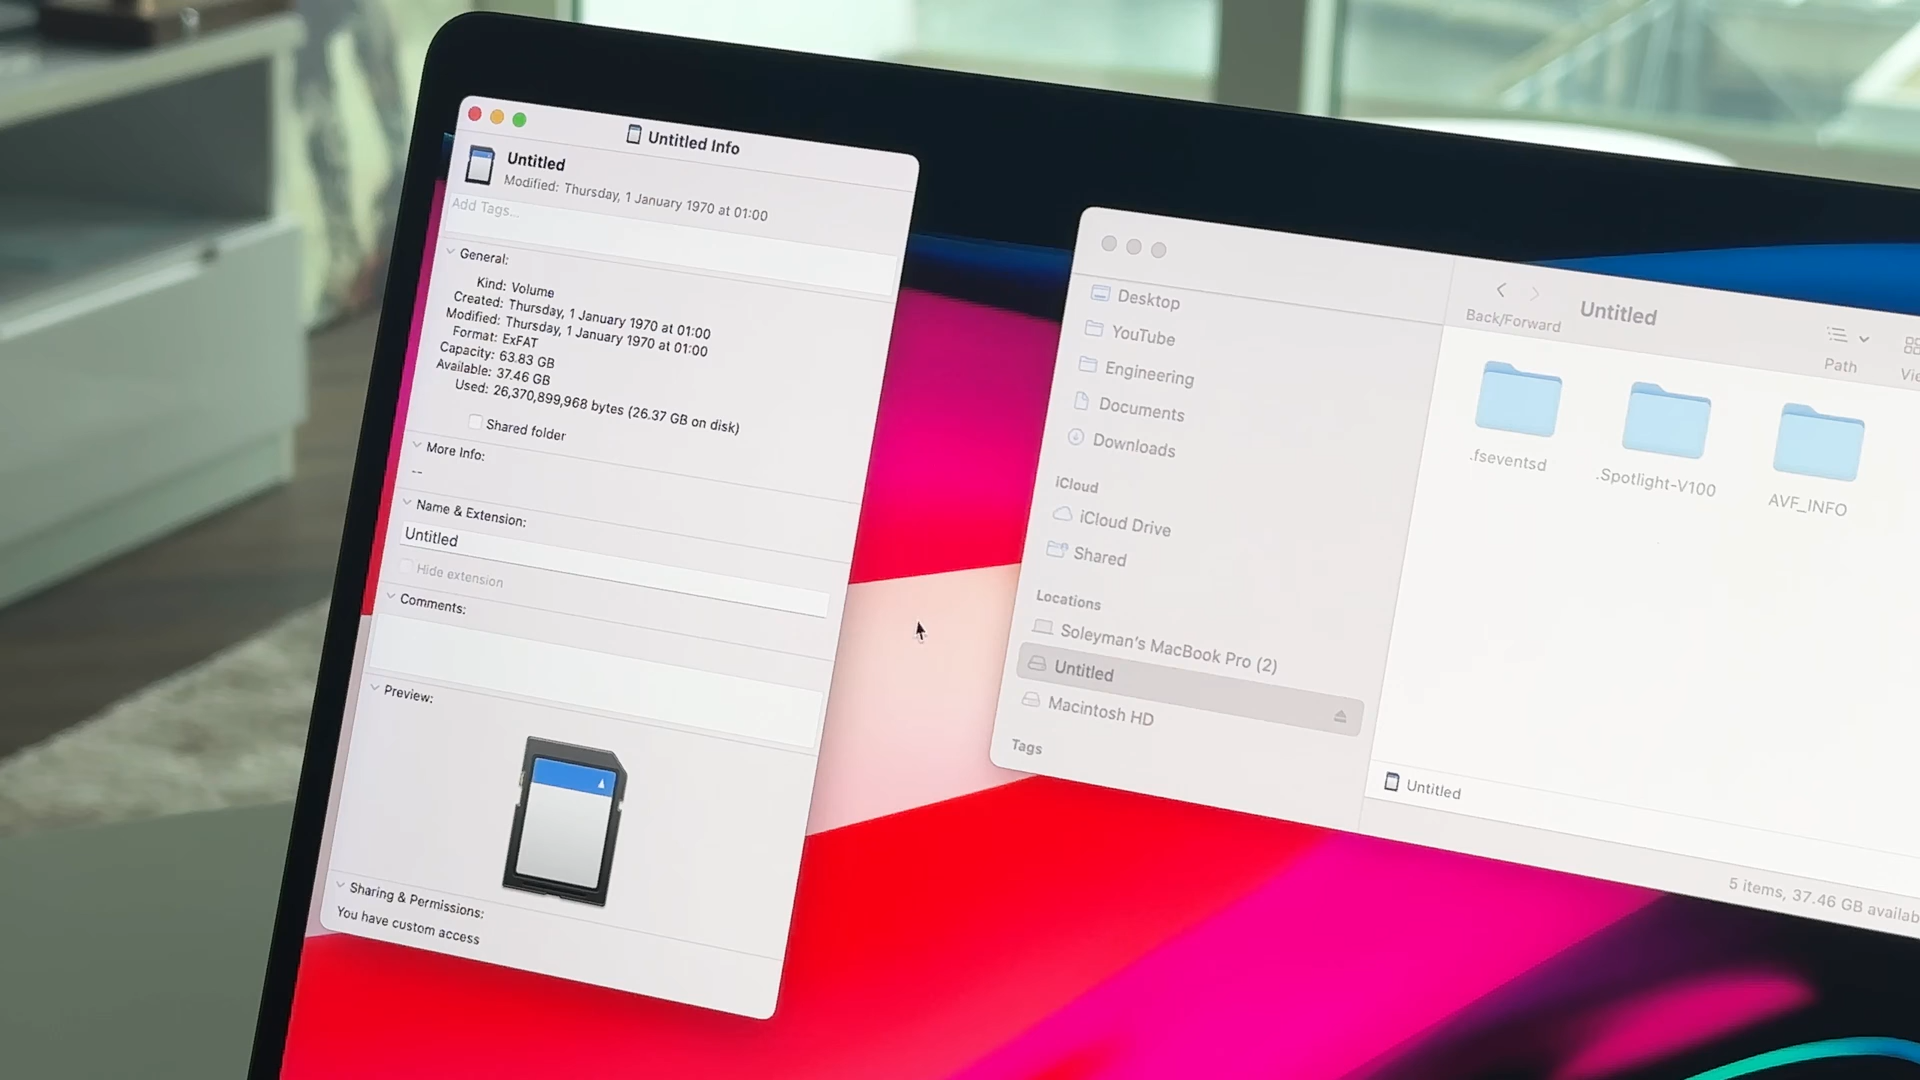 Untitled Info
Untitled
Modified: Thursday, 1 January 1970 at 01:00
Add Tags...
General:
Kind: Volume
Created: Thursday, 1 January 1970 at 01:00
Modified: Thursday, 1 January 1970 at 01:00
Format: ExFAT
Capacity: 63.83 GB
Available: 37.46 GB
Used: 26,370,899,968 bytes (26.37 GB on disk)
Shared folder
More Info:
--
Name & Extension:
Untitled
Hide extension
Comments:
Preview:
Sharing & Permissions:
You have custom access
Desktop
YouTube
Engineering
Documents
Downloads
iCloud
iCloud Drive
Shared
Locations
Soleyman's MacBook Pro (2)
Untitled
Macintosh HD
Tags
Back/Forward
Untitled
Path
.fseventsd
.Spotlight-V100
AVF_INFO
Untitled
5 items, 37.46 GB